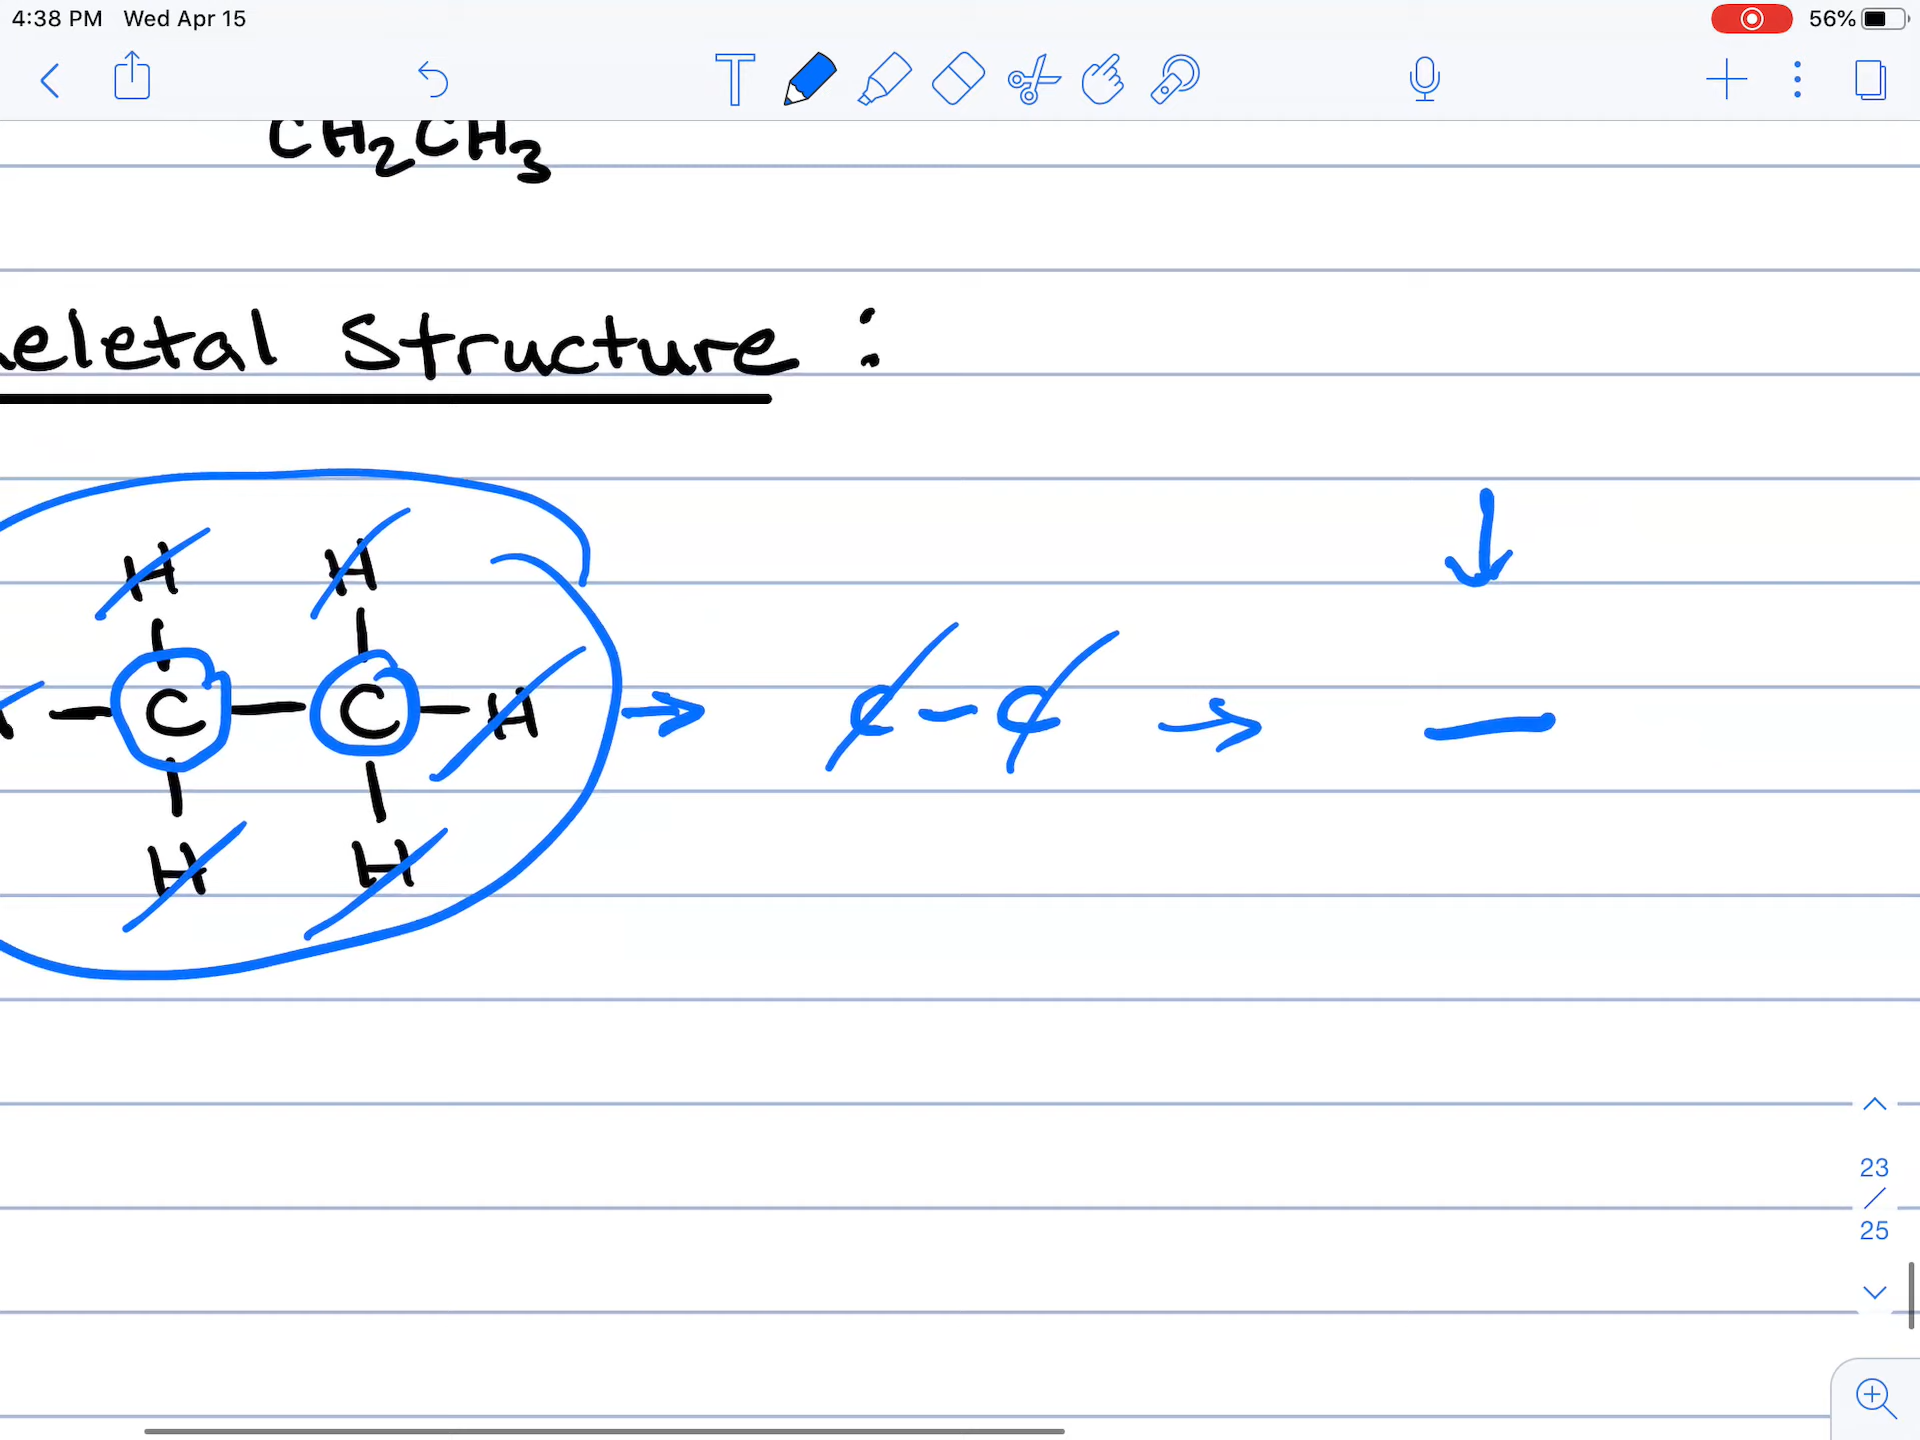 4:38 PM Wed Apr 15 56%
T
CH₂CH₃
eletal Structure :
H H
C — C — H → C - C → —
H H
23
/
25